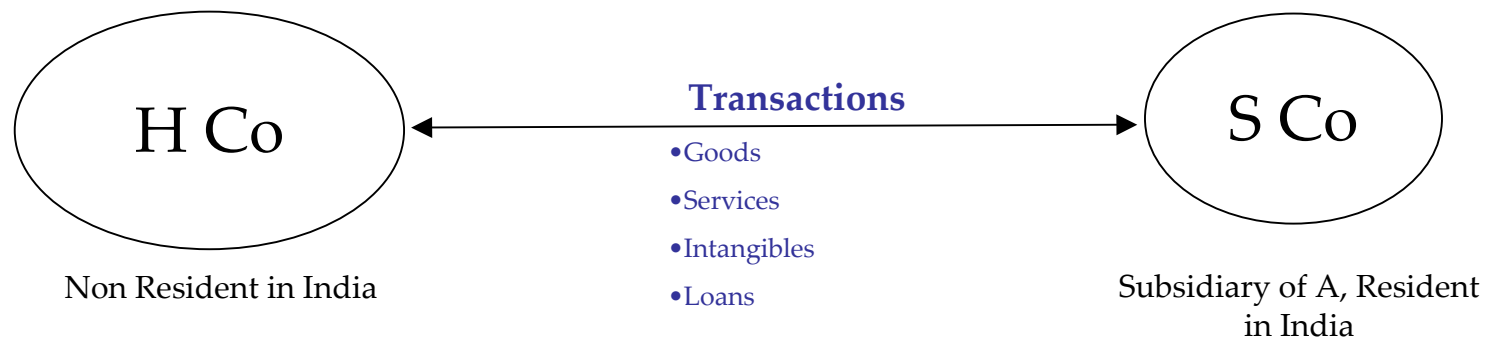 H Co
Transactions
•Goods
•Services
•Intangibles
•Loans
S Co
Non Resident in India
Subsidiary of A, Resident
in India